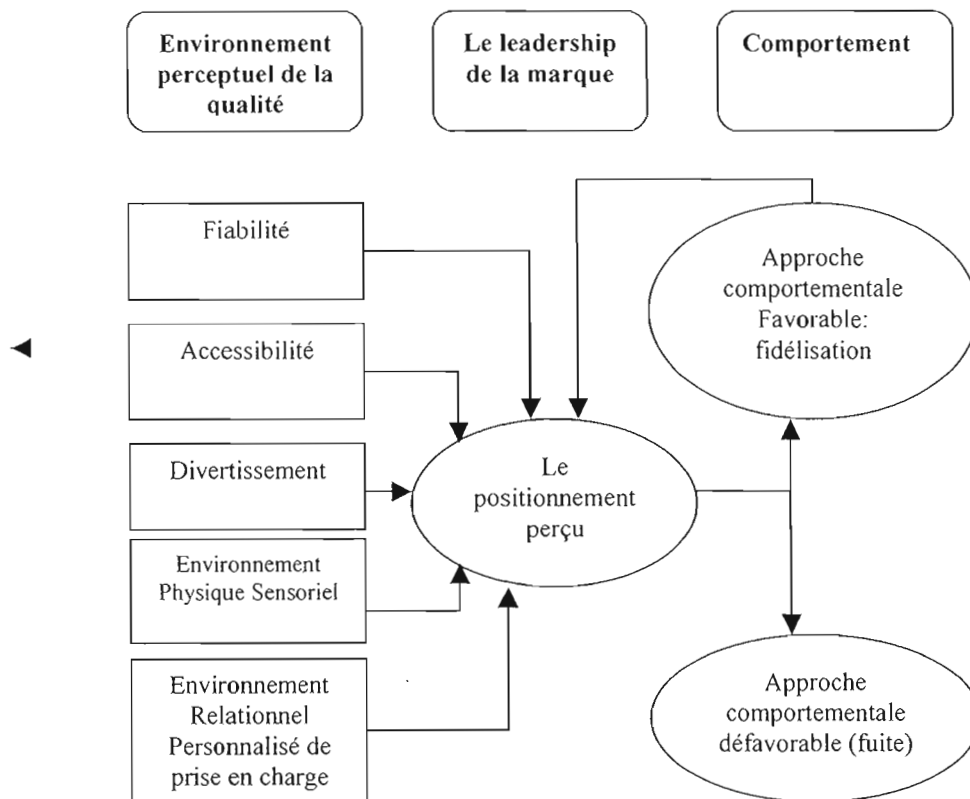 Environnement
perceptuel de la
qualité
Le leadership
de la marque
Comportement
Fiabilité
Accessibilité
Divertissement
Environnement
Physique Sensoriel
Environnement
Relationnel
Personnalisé de
prise en charge
Le
positionnement
perçu
Approche
comportementale
Favorable:
fidélisation
Approche
comportementale
défavorable (fuite)